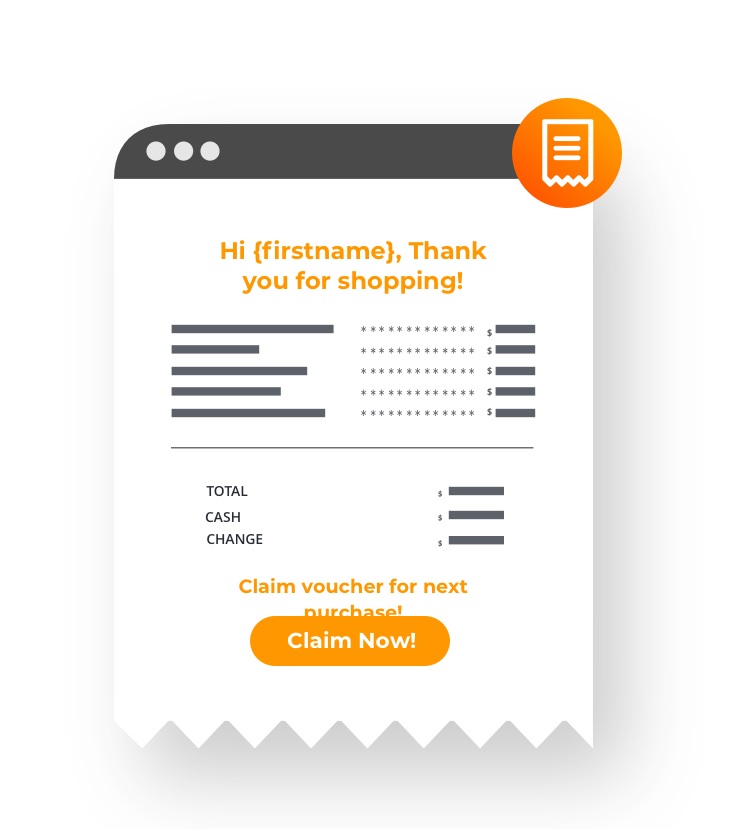 Hi {firstname}, Thank
you for shopping!
* * * * * * * * * * * * * $
* * * * * * * * * * * * * $
* * * * * * * * * * * * * $
* * * * * * * * * * * * * $
* * * * * * * * * * * * * $
TOTAL $
CASH $
CHANGE $
Claim voucher for next
purchase!
Claim Now!